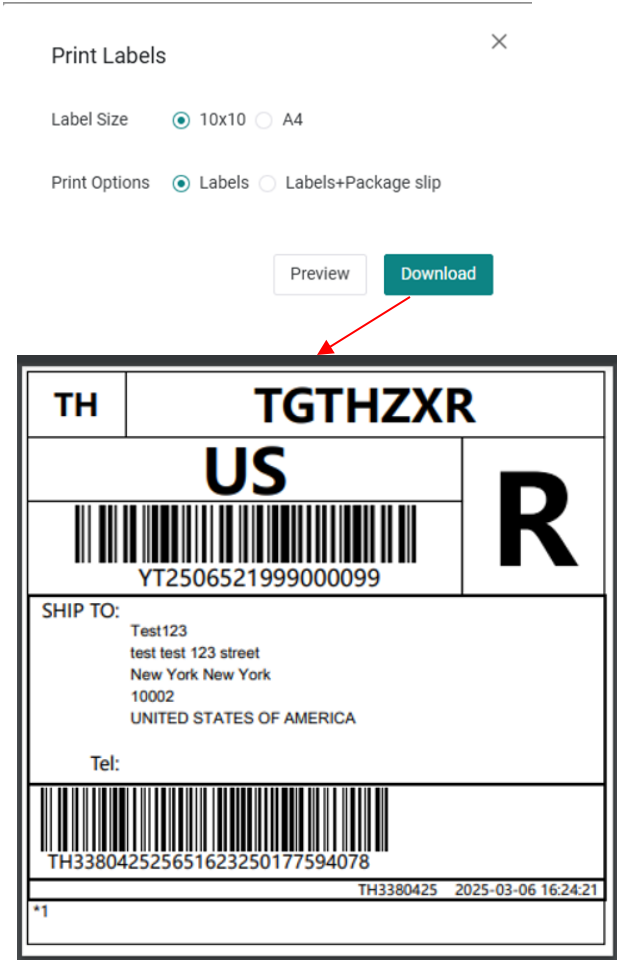 Print Labels
Label Size 10x10 A4
Print Options Labels Labels+Package slip
Preview Download
TH TGTHZXR
US
R
YT2506521999000099
SHIP TO:
Test123
test test 123 street
New York New York
10002
UNITED STATES OF AMERICA
Tel:
TH33804252565162325017759​4078
TH3380425 2025-03-06 16:24:21
*1